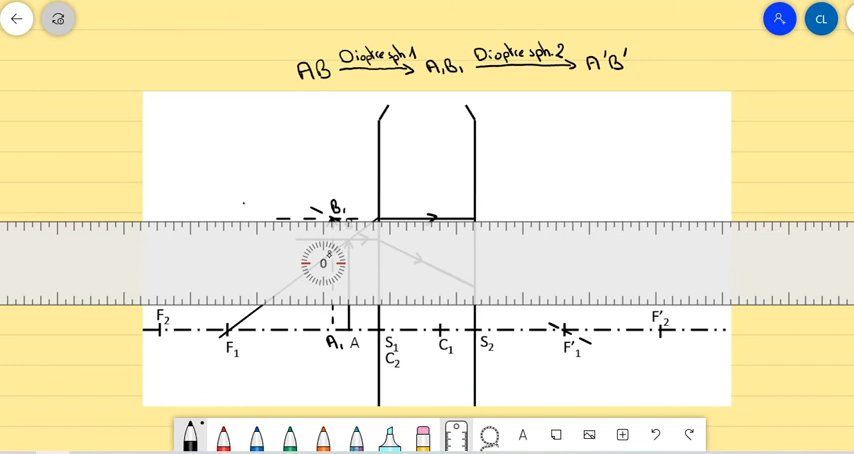 CL
AB Dioptre sph.1 A₁B₁ Dioptre sph.2 A'B'
B₁
0°
F₂ F'₂
F₁ A₁ A S₁ C₁ S₂ F'₁
C₂
A